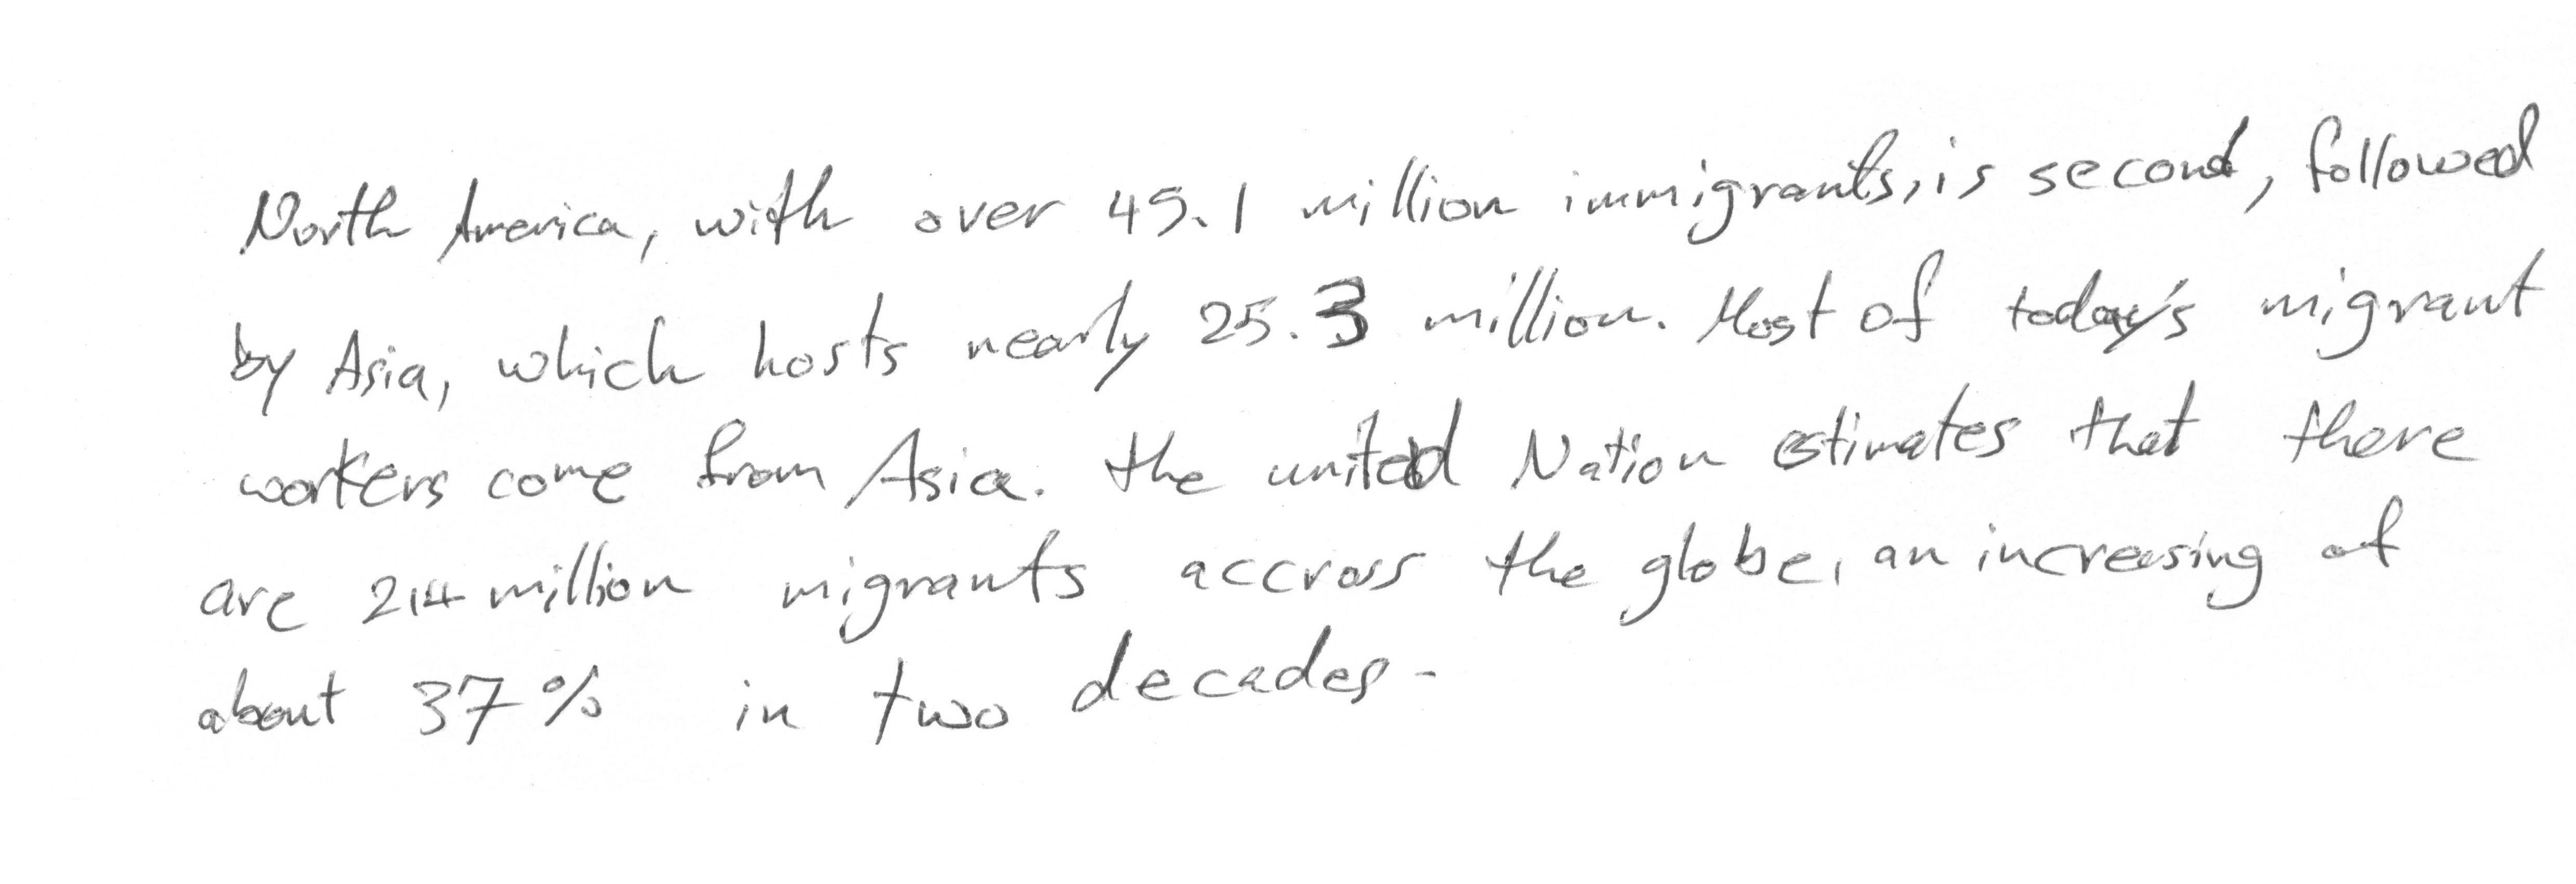 North America, with over 45.1 million immigrants, is second, followed
by Asia, which hosts nearly 25.3 million. Most of today's migrant
workers come from Asia. the united Nation estimates that there
are 214 million migrants accross the globe, an increasing of
about 37% in two decades.